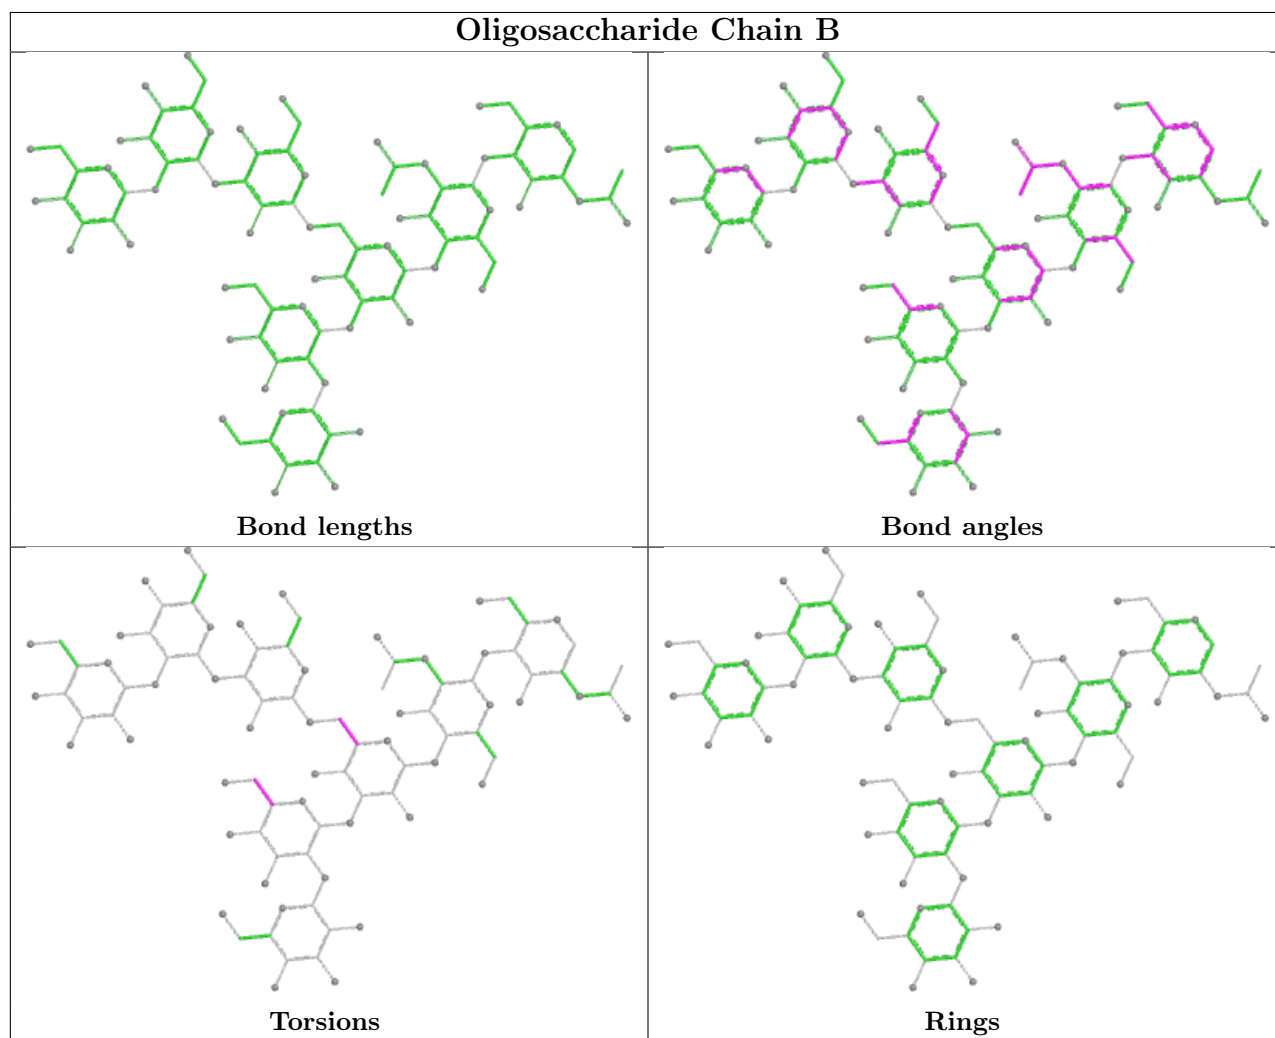 Oligosaccharide Chain B
Bond lengths
Bond angles
Torsions
Rings